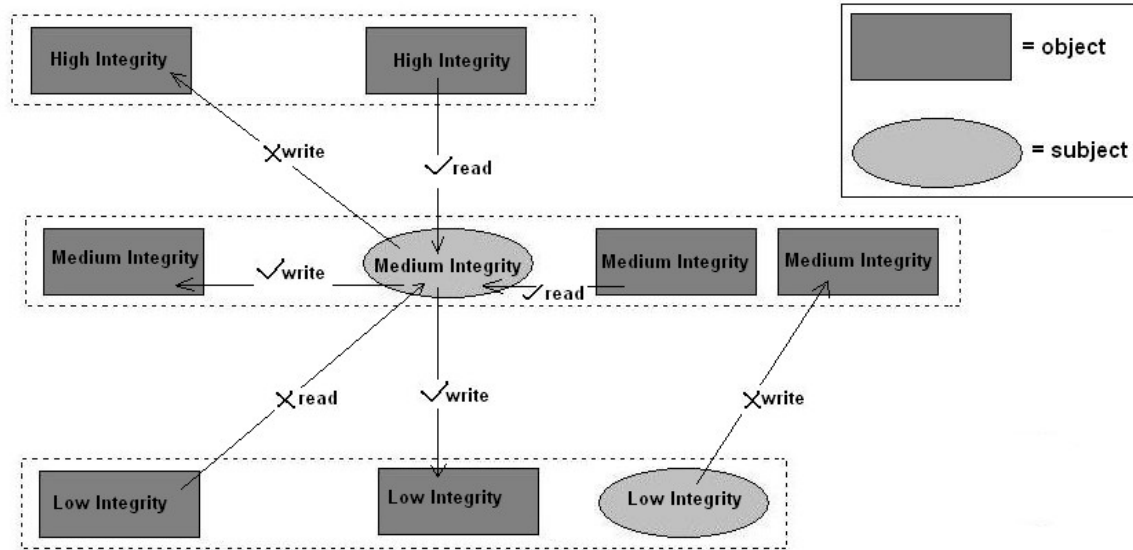 High Integrity
High Integrity
= object
write
read
= subject
Medium Integrity
Medium Integrity
Medium Integrity
Medium Integrity
write
read
read
write
write
Low Integrity
Low Integrity
Low Integrity